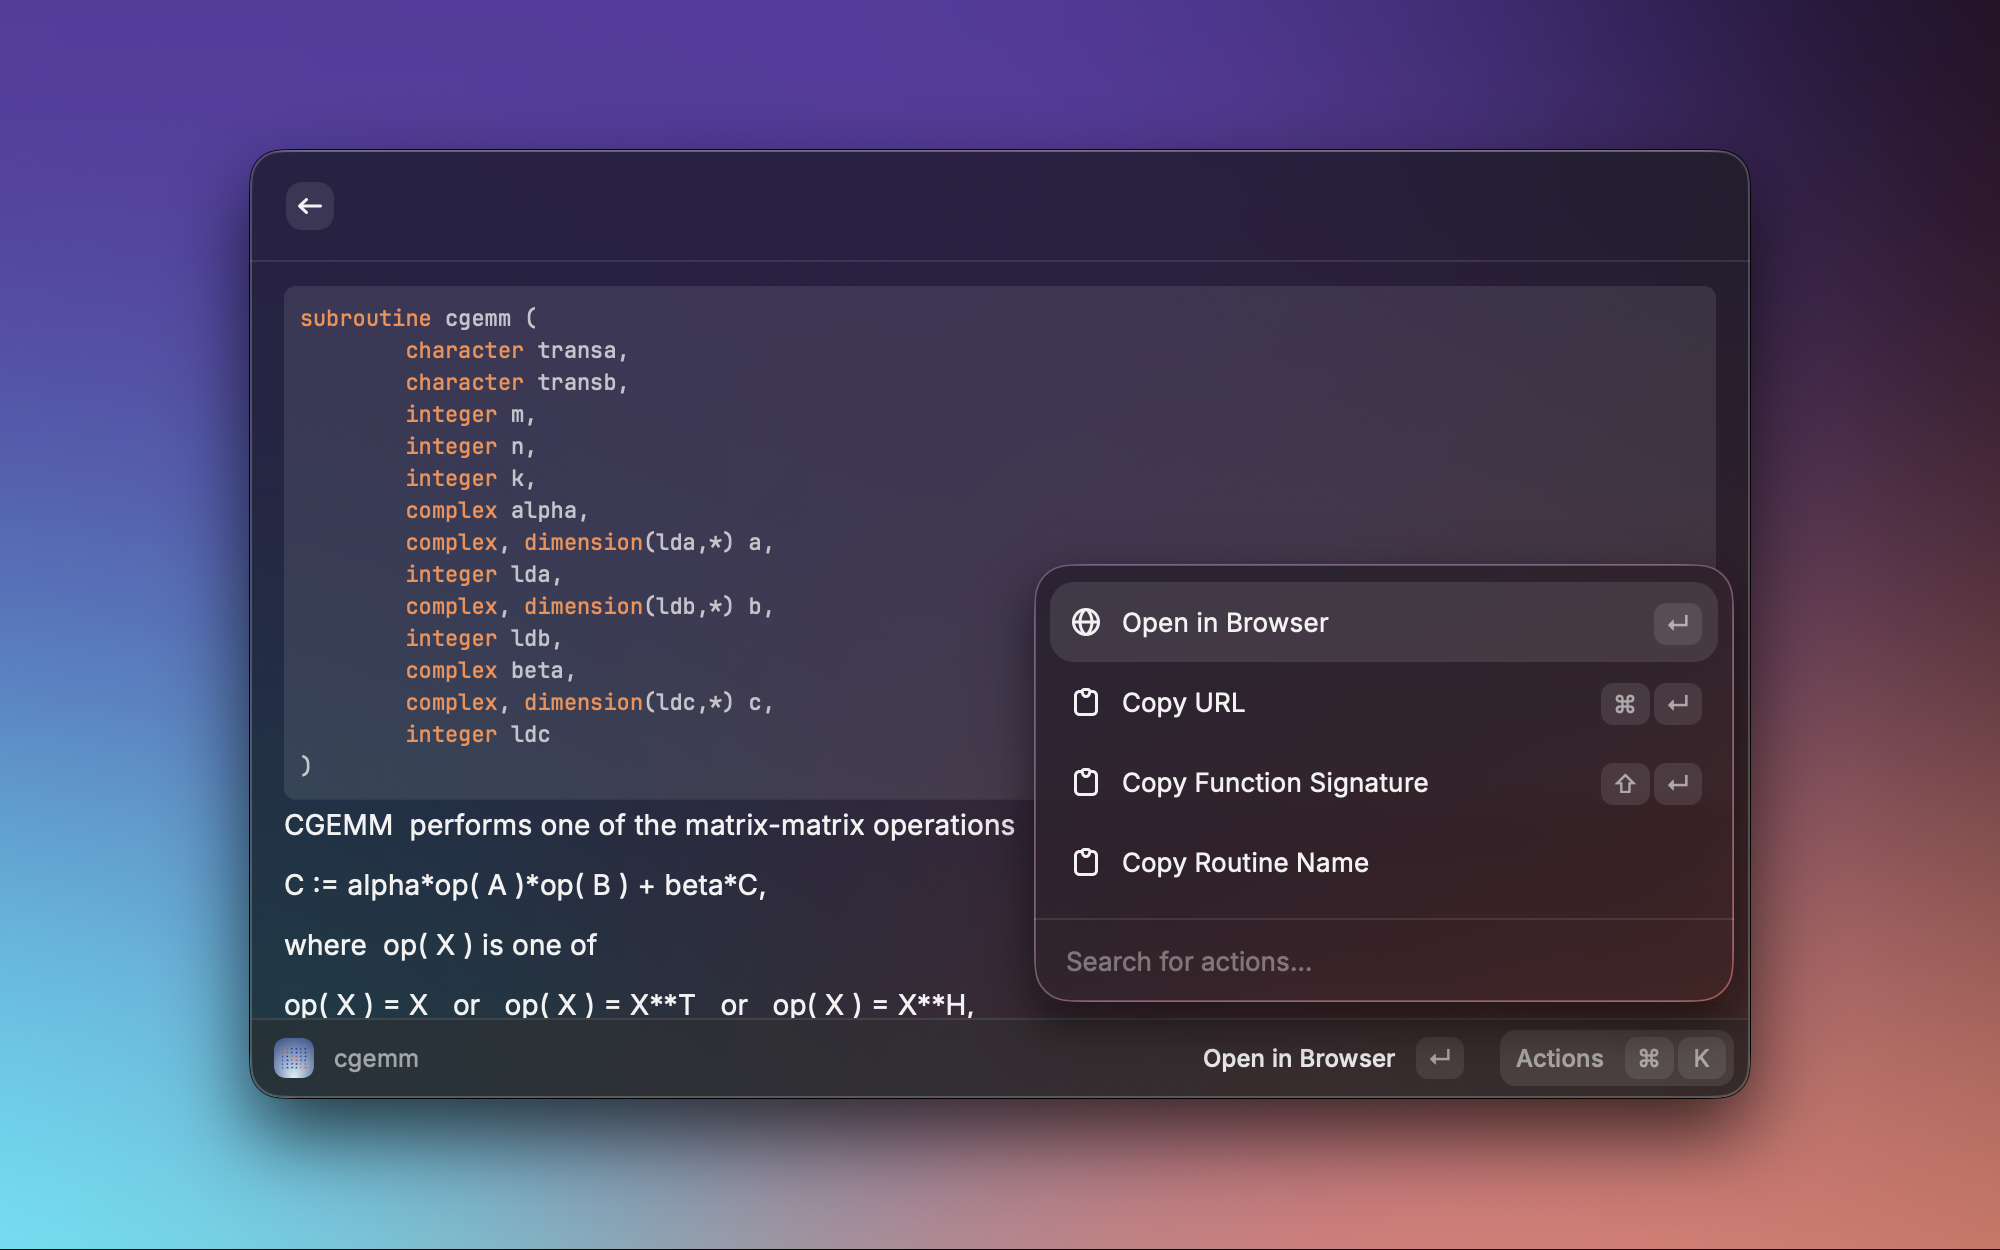 subroutine cgemm (
character transa,
character transb,
integer m,
integer n,
integer k,
complex alpha,
complex, dimension(lda,*) a,
integer lda,
complex, dimension(ldb,*) b,
integer ldb,
complex beta,
complex, dimension(ldc,*) c,
integer ldc
)
CGEMM  performs one of the matrix-matrix operations
C := alpha*op( A )*op( B ) + beta*C,
where  op( X ) is one of
op( X ) = X   or   op( X ) = X**T   or   op( X ) = X**H,
Open in Browser ↵
Copy URL ⌘ ↵
Copy Function Signature ⇧ ↵
Copy Routine Name
Search for actions...
cgemm
Open in Browser ↵
Actions ⌘ K